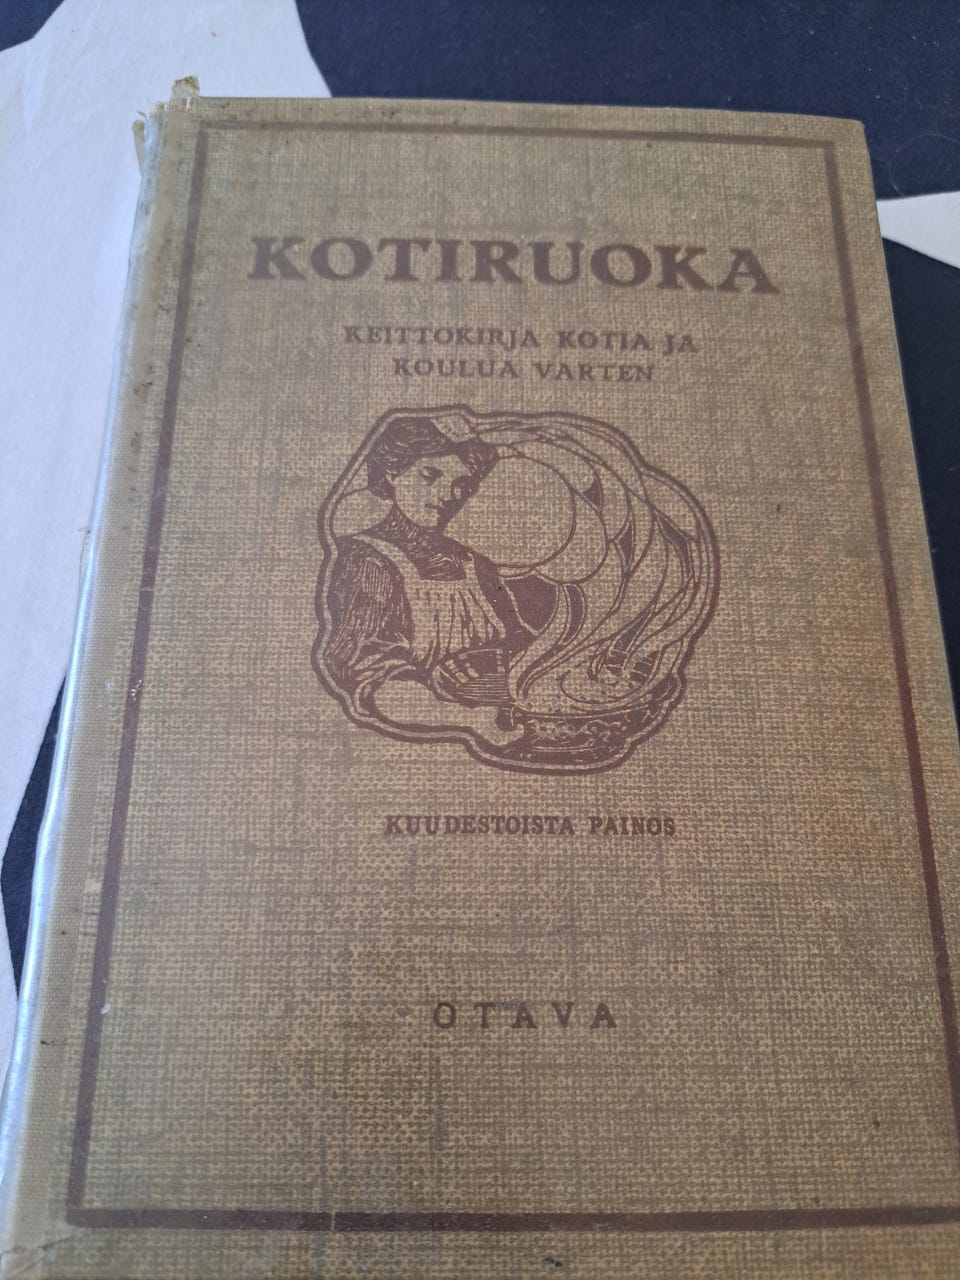 KOTIRUOKA
KEITTOKIRJA KOTIA JA
KOULUA VARTEN
KUUDESTOISTA PAINOS
OTAVA